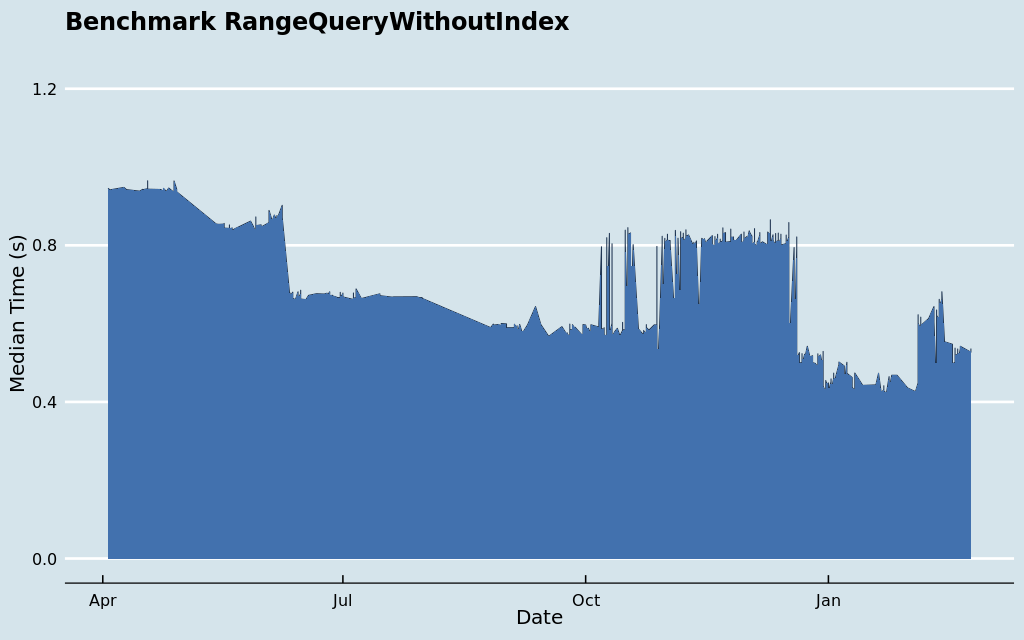 Benchmark RangeQueryWithoutIndex
Median Time (s)
1.2
0.8
0.4
0.0
Apr Jul Oct Jan
Date